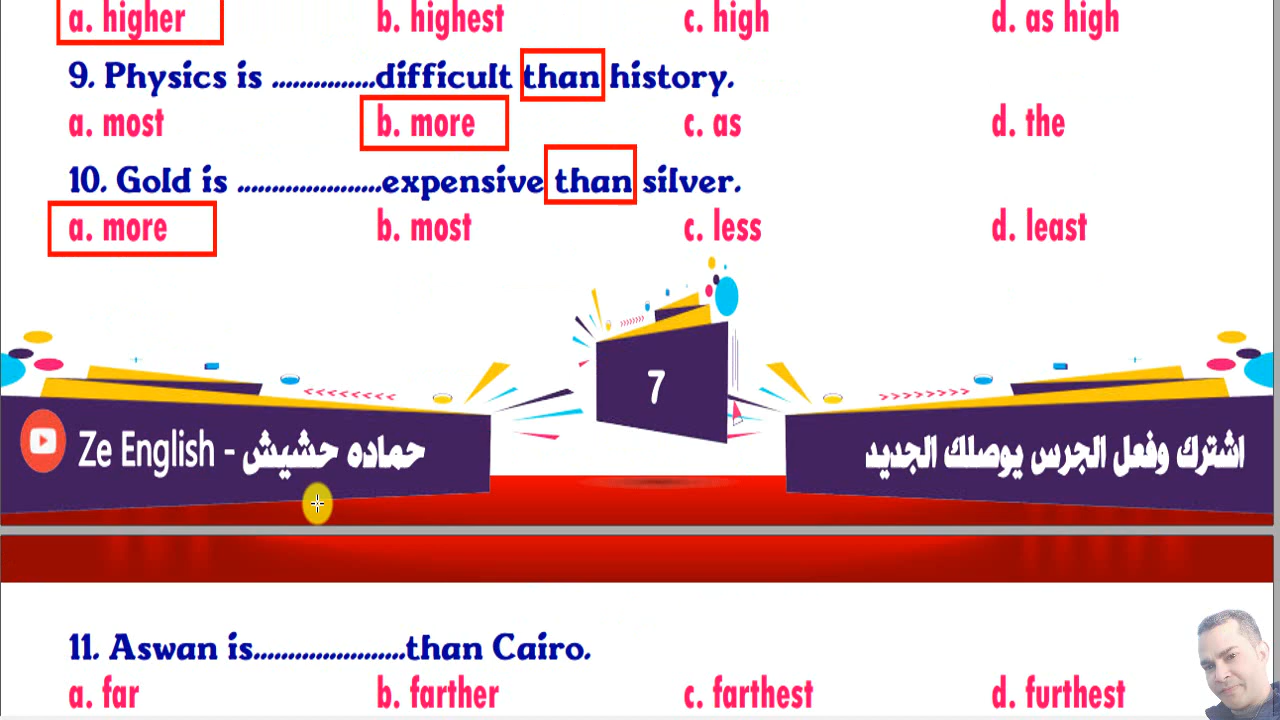 a. higher b. highest c. high d. as high
9. Physics is ...............difficult than history.
a. most b. more c. as d. the
10. Gold is .....................expensive than silver.
a. more b. most c. less d. least
7
Ze English - حماده حشيش
اشترك وفعل الجرس يوصلك الجديد
11. Aswan is......................than Cairo.
a. far b. farther c. farthest d. furthest